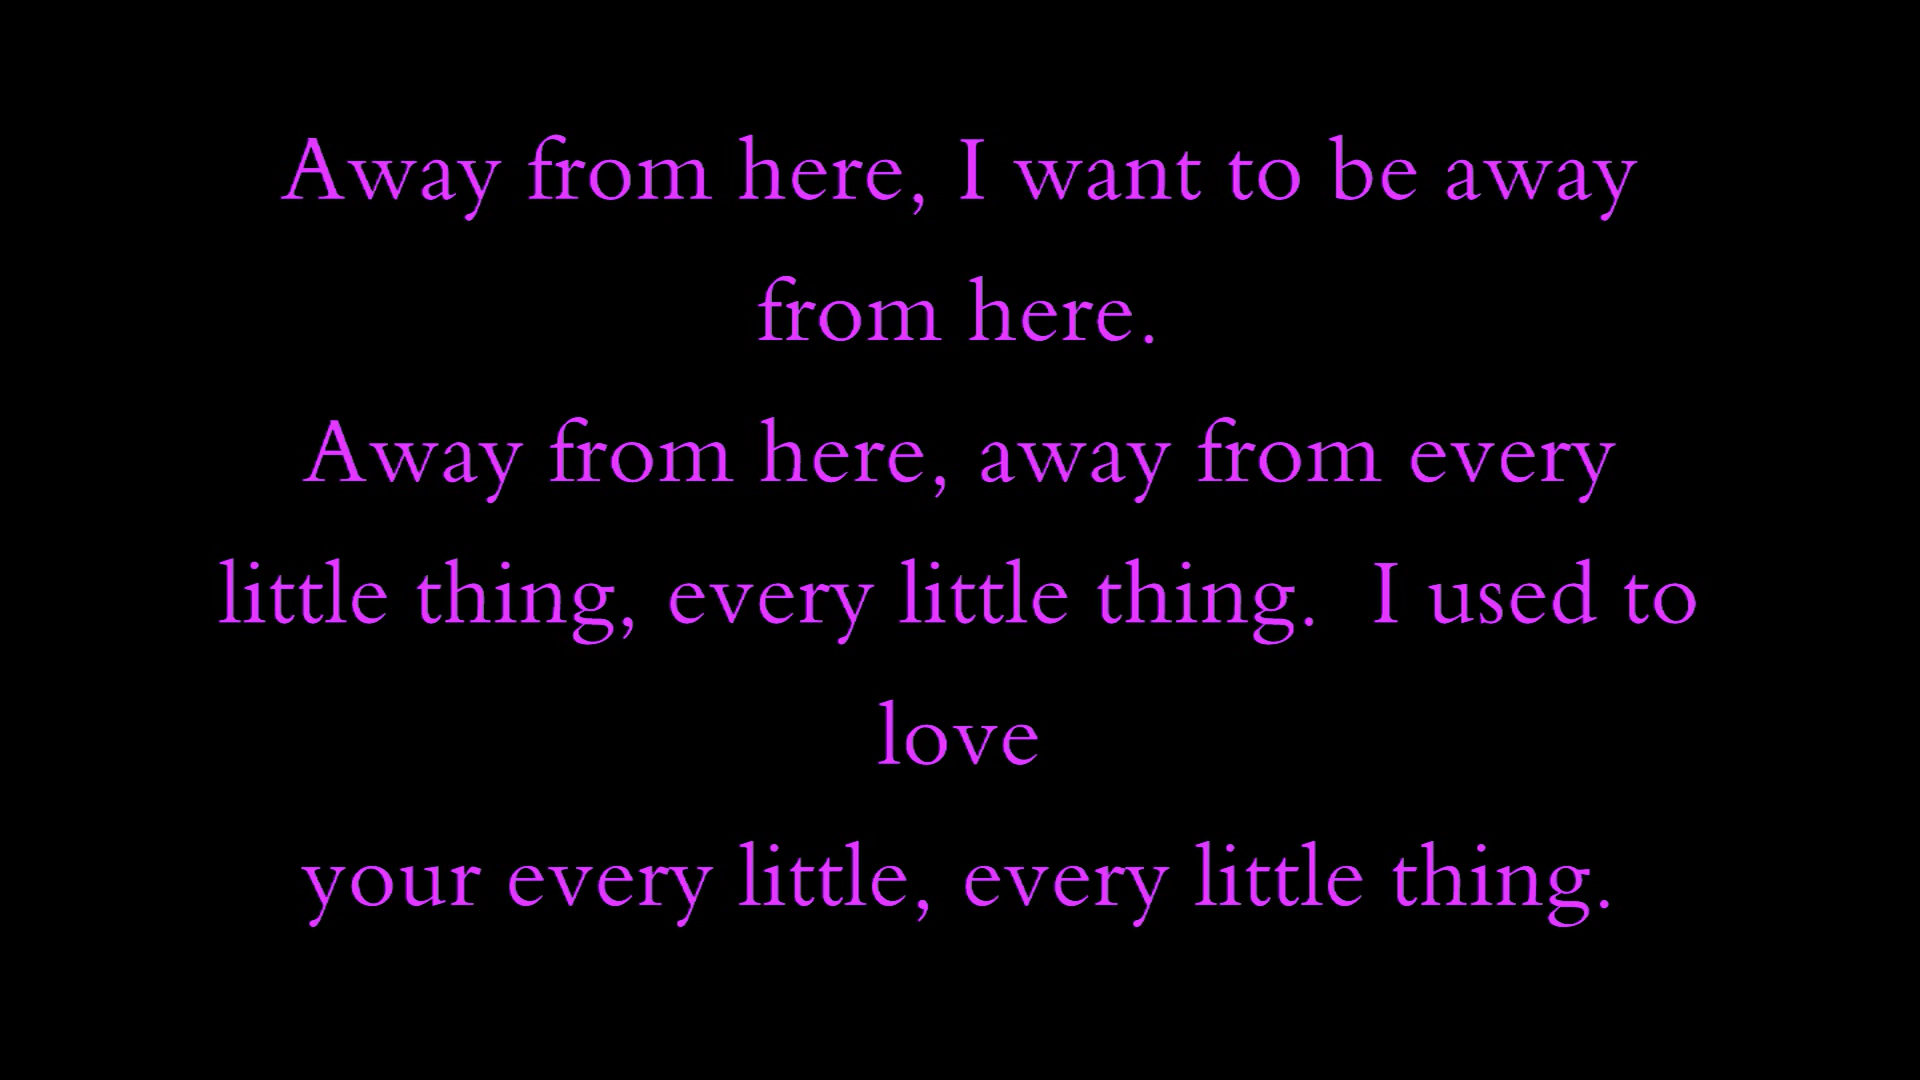 Away from here, I want to be away
from here.
Away from here, away from every
little thing, every little thing.  I used to
love
your every little, every little thing.